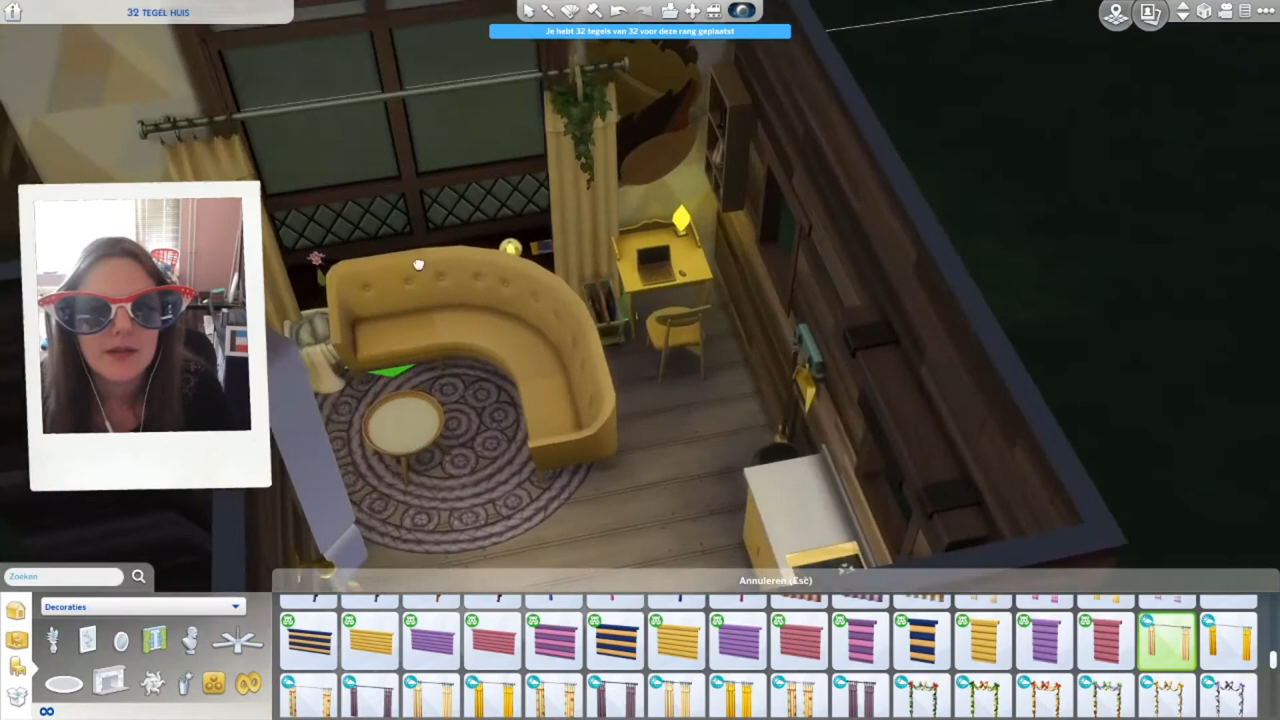 32 TEGEL HUIS
Je hebt 32 tegels van 32 voor deze rang geplaatst
Zoeken
Annuleren (Esc)
Decoraties